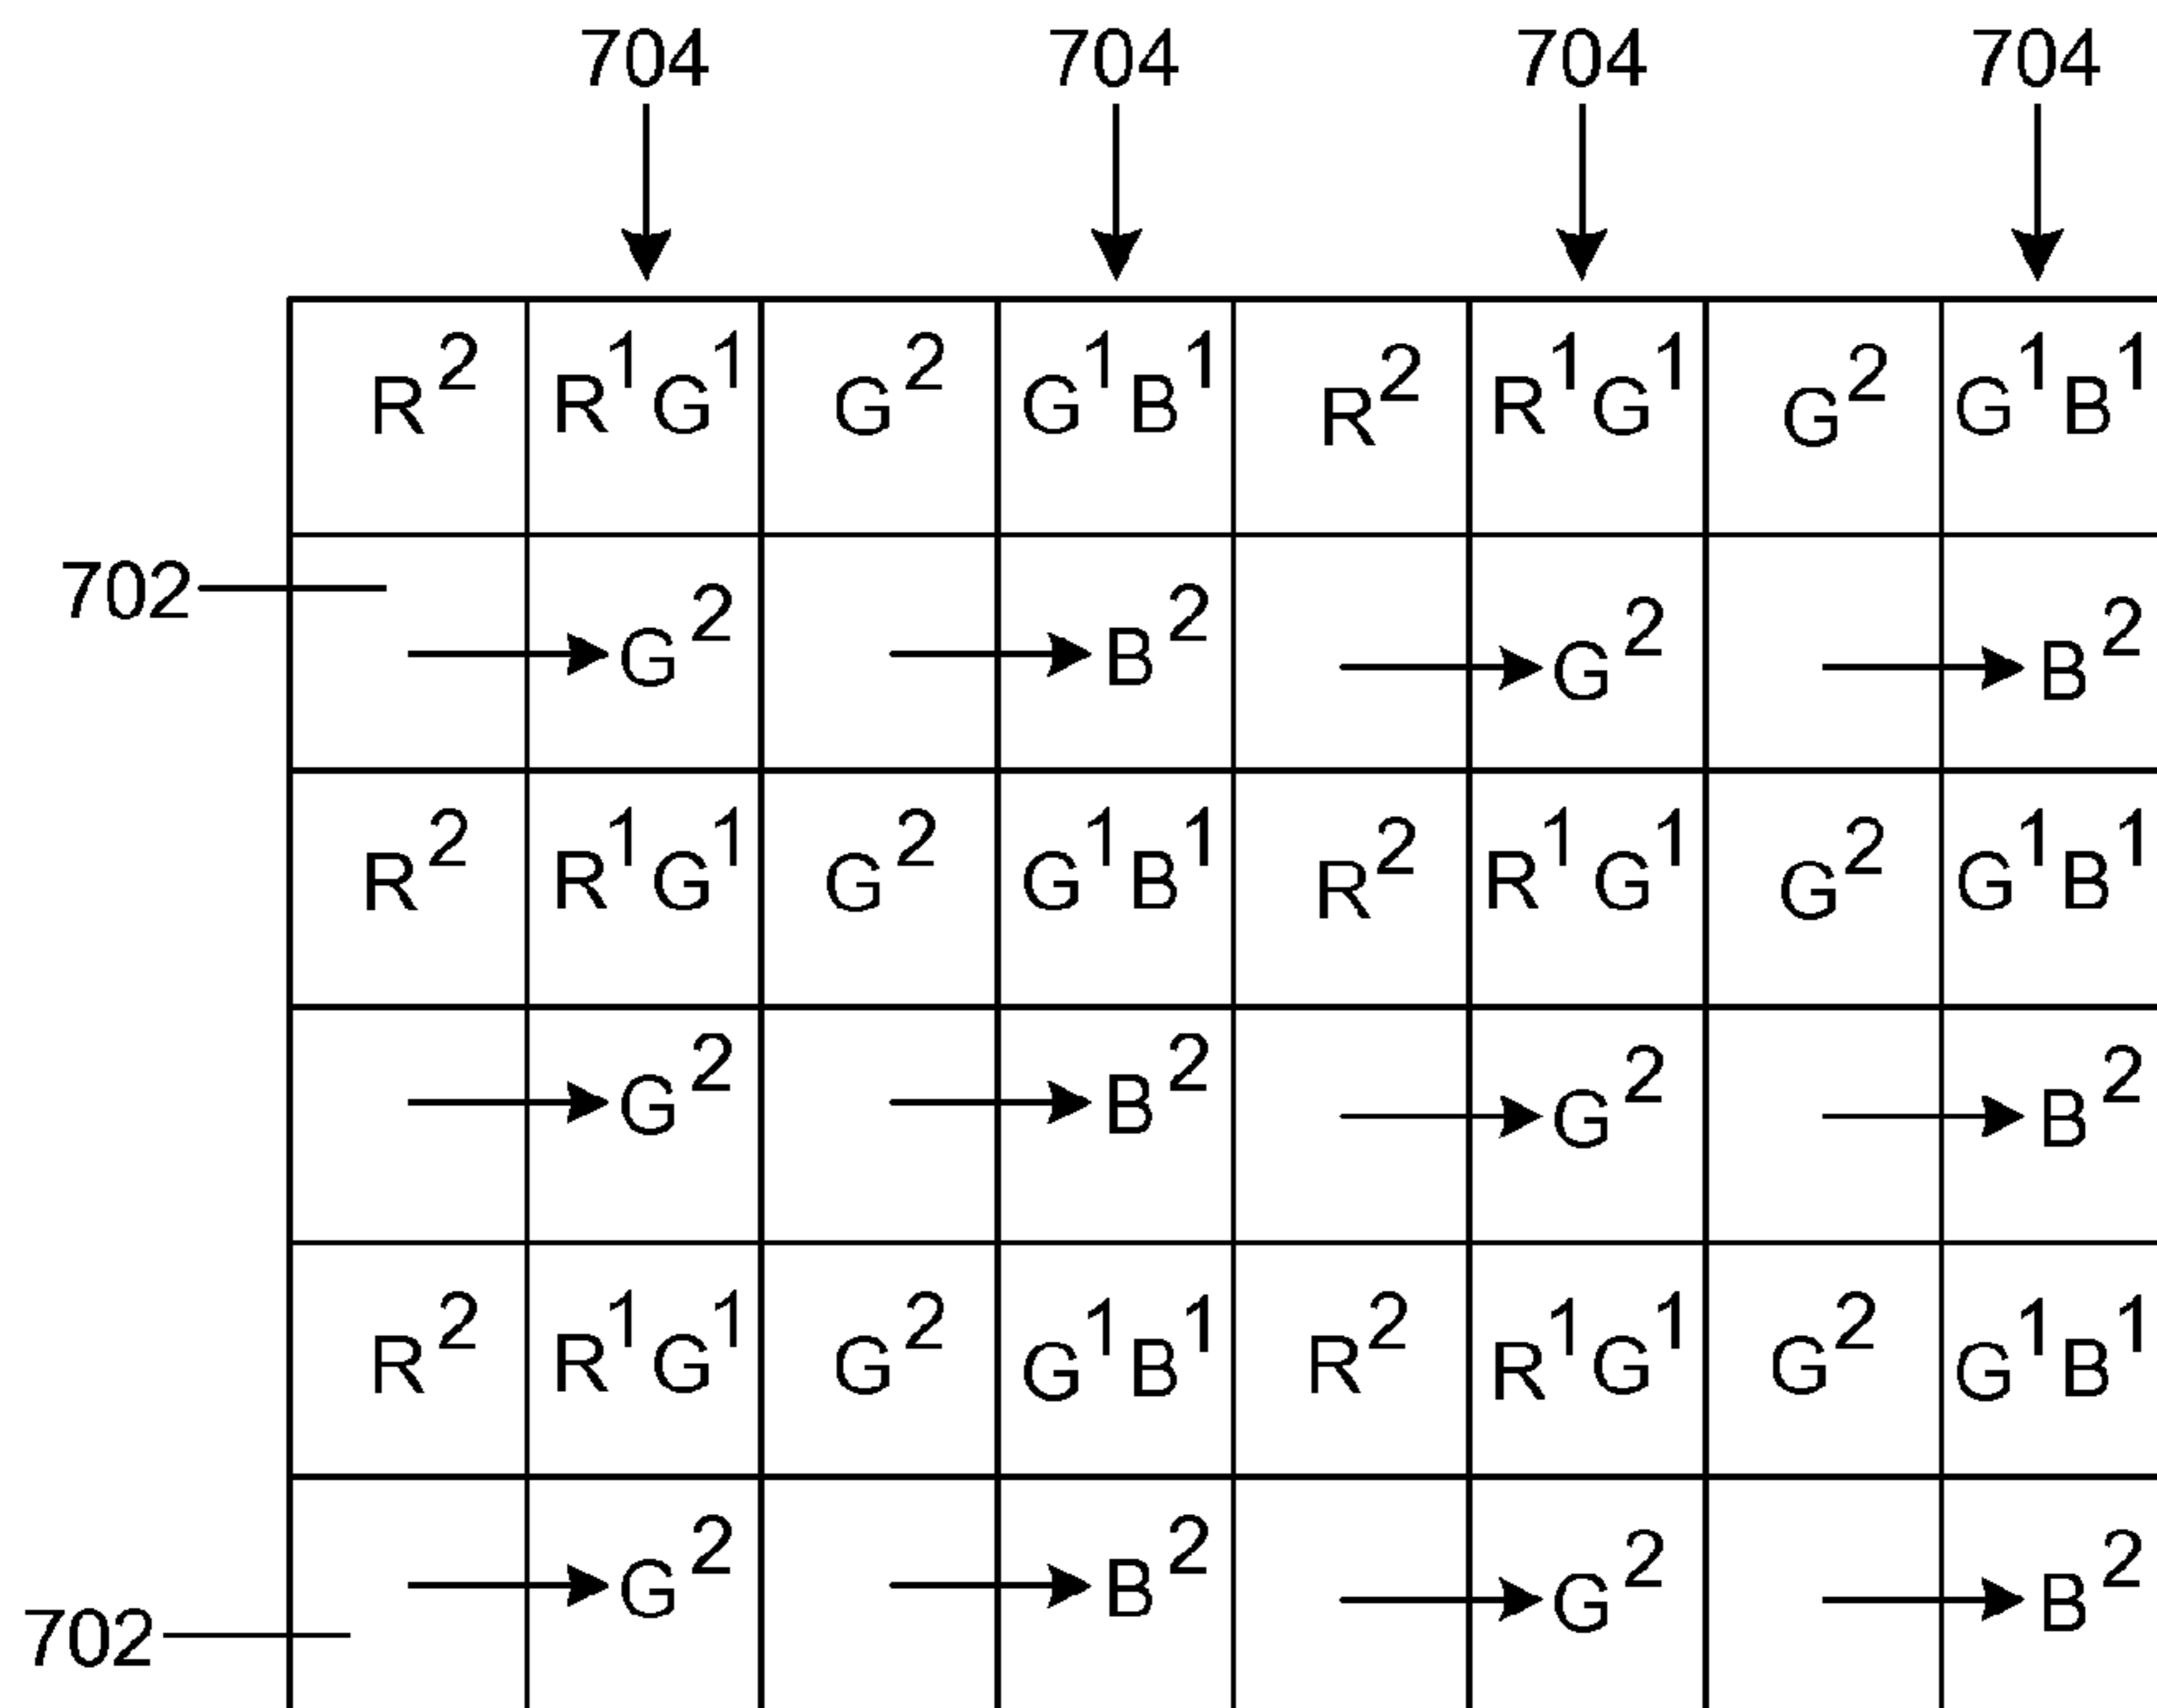 704 704 704 704
R² R¹G¹ G² G¹B¹ R² R¹G¹ G² G¹B¹
702 G² B² G² B²
R² R¹G¹ G² G¹B¹ R² R¹G¹ G² G¹B¹
G² B² G² B²
R² R¹G¹ G² G¹B¹ R² R¹G¹ G² G¹B¹
G² B² G² B²
702